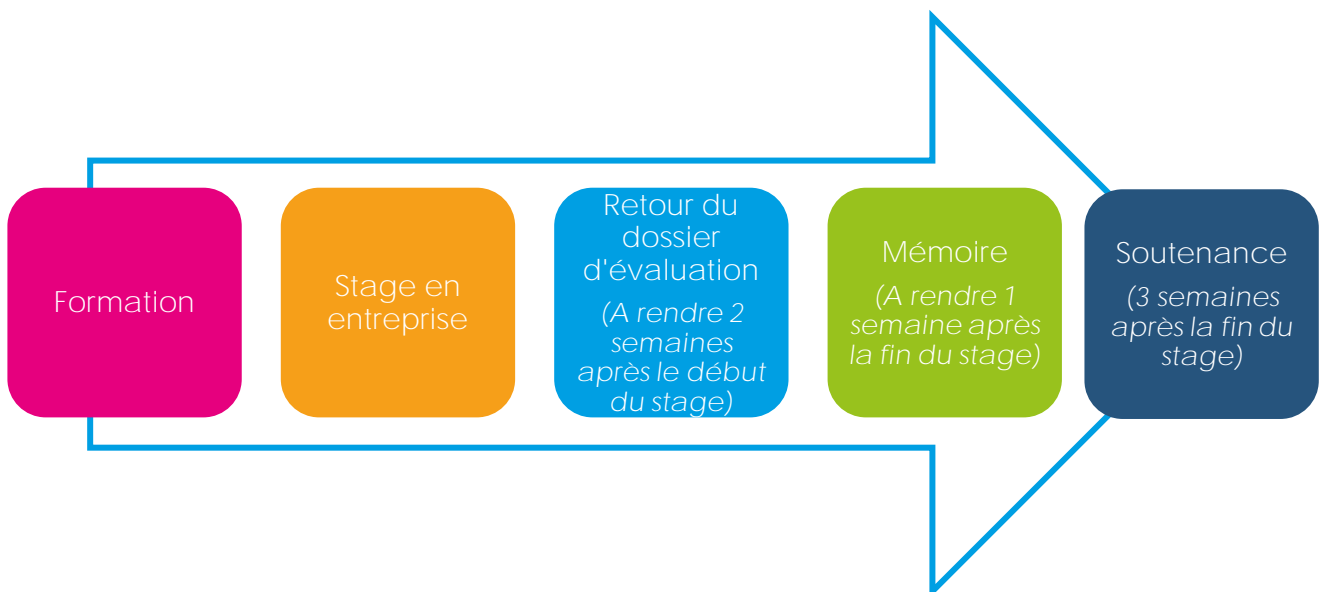 Formation
Stage en
entreprise
Retour du
dossier
d'évaluation
(A rendre 2
semaines
après le début
du stage)
Mémoire
(A rendre 1
semaine après
la fin du stage)
Soutenance
(3 semaines
après la fin du
stage)